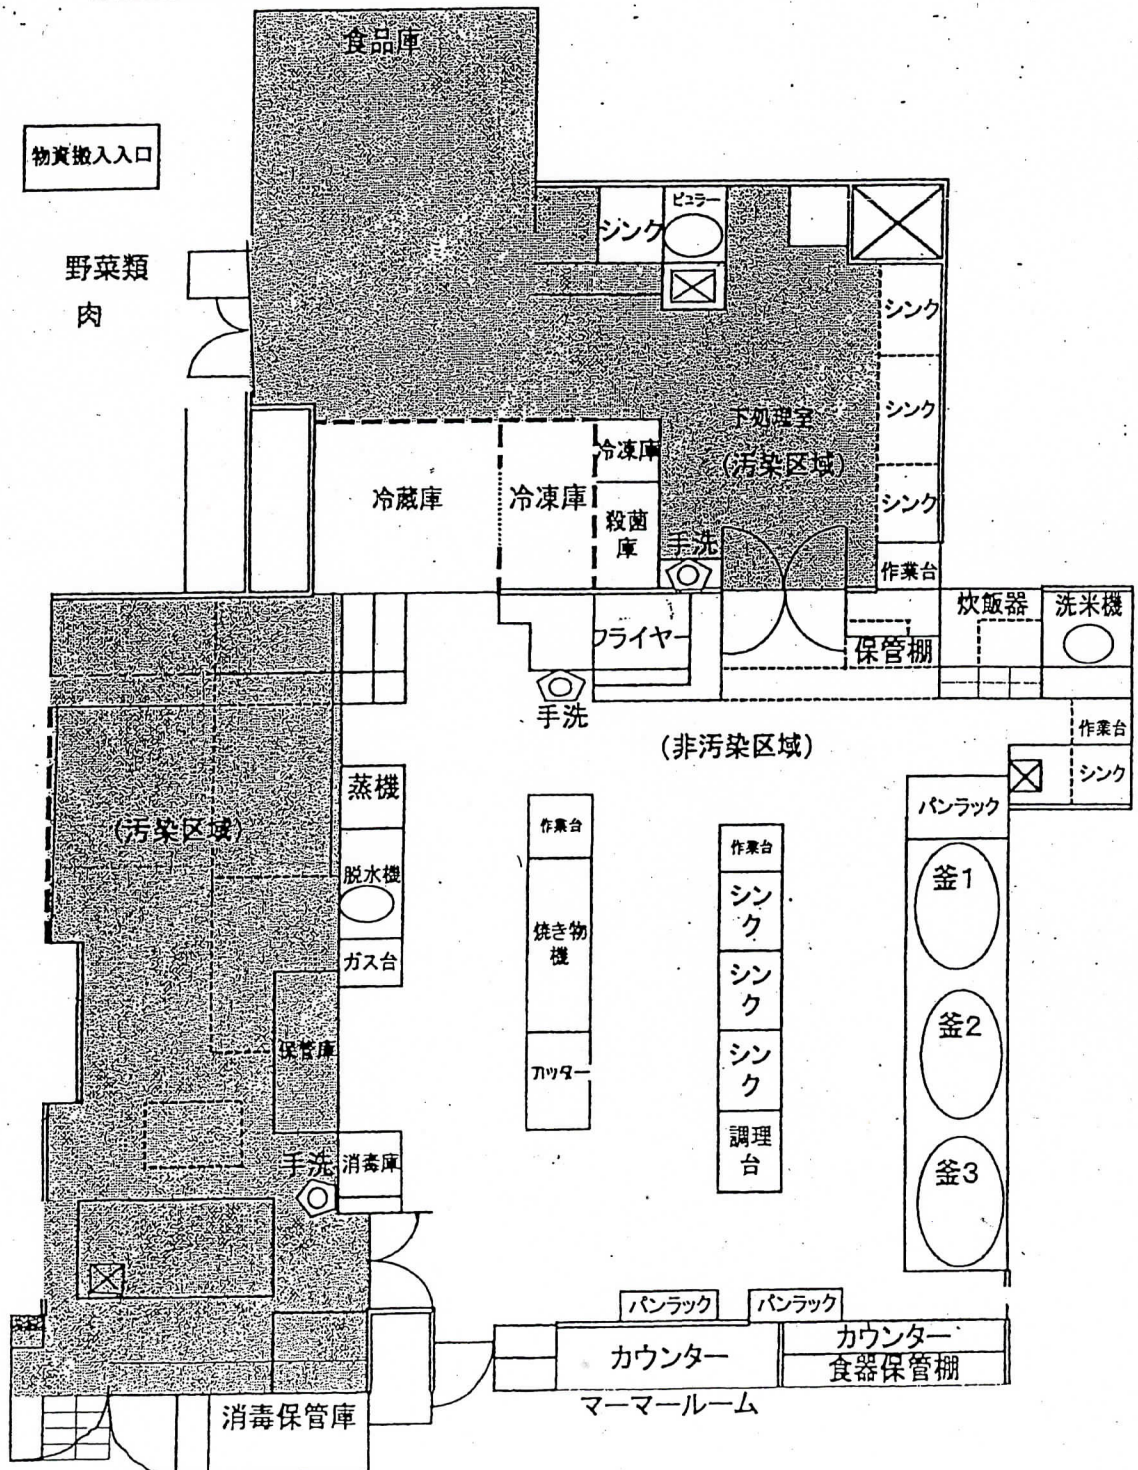 食品庫
物資搬入入口
野菜類
肉
シンク
ピュラー
シンク
シンク
シンク
下処理室
(汚染区域)
冷蔵庫
冷凍庫
冷凍庫
殺菌
庫
手洗
作業台
フライヤー
保管棚
炊飯器
洗米機
手洗
(非汚染区域)
作業台
シンク
パンラック
蒸機
(汚染区域)
脱水機
ガス台
作業台
焼き物
機
カッター
作業台
シン
ク
シン
ク
シン
ク
調理
台
釜1
釜2
釜3
保管庫
手洗
消毒庫
パンラック
パンラック
カウンター
カウンター
食器保管棚
マーマールーム
消毒保管庫